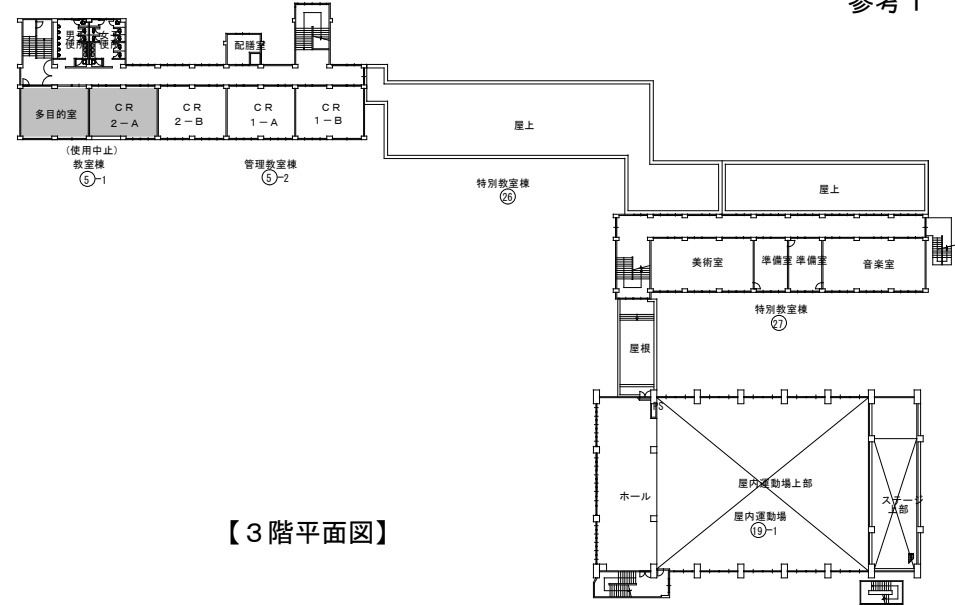 参考1
男子
便所
女子
便所
配膳室
多目的室
CR
2-A
CR
2-B
CR
1-A
CR
1-B
屋上
(使用中止)
教室棟
⑤-1
管理教室棟
⑤-2
特別教室棟
㉖
屋上
美術室
準備室
準備室
音楽室
特別教室棟
㉗
屋根
PS
ホール
屋内運動場上部
屋内運動場
⑲-1
ステージ
上部
【3階平面図】